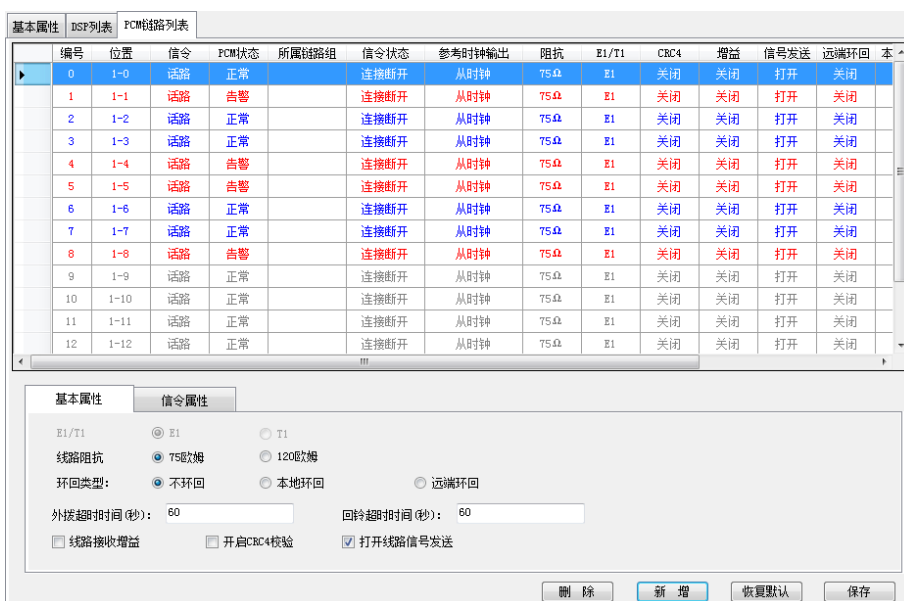 基本属性 DSP列表 PCM链路列表
编号 位置 信令 PCM状态 所属链路组 信令状态 参考时钟输出 阻抗 E1/T1 CRC4 增益 信号发送 远端环回 本
0 1-0 话路 正常 连接断开 从时钟 75Ω E1 关闭 关闭 打开 关闭
1 1-1 话路 告警 连接断开 从时钟 75Ω E1 关闭 关闭 打开 关闭
2 1-2 话路 正常 连接断开 从时钟 75Ω E1 关闭 关闭 打开 关闭
3 1-3 话路 正常 连接断开 从时钟 75Ω E1 关闭 关闭 打开 关闭
4 1-4 话路 告警 连接断开 从时钟 75Ω E1 关闭 关闭 打开 关闭
5 1-5 话路 告警 连接断开 从时钟 75Ω E1 关闭 关闭 打开 关闭
6 1-6 话路 正常 连接断开 从时钟 75Ω E1 关闭 关闭 打开 关闭
7 1-7 话路 正常 连接断开 从时钟 75Ω E1 关闭 关闭 打开 关闭
8 1-8 话路 告警 连接断开 从时钟 75Ω E1 关闭 关闭 打开 关闭
9 1-9 话路 正常 连接断开 从时钟 75Ω E1 关闭 关闭 打开 关闭
10 1-10 话路 正常 连接断开 从时钟 75Ω E1 关闭 关闭 打开 关闭
11 1-11 话路 正常 连接断开 从时钟 75Ω E1 关闭 关闭 打开 关闭
12 1-12 话路 正常 连接断开 从时钟 75Ω E1 关闭 关闭 打开 关闭
基本属性 信令属性
E1/T1 E1 T1
线路阻抗 75欧姆 120欧姆
环回类型: 不环回 本地环回 远端环回
外拨超时时间(秒): 60 回铃超时时间(秒): 60
线路接收增益 开启CRC4校验 打开线路信号发送
删 除 新 增 恢复默认 保存